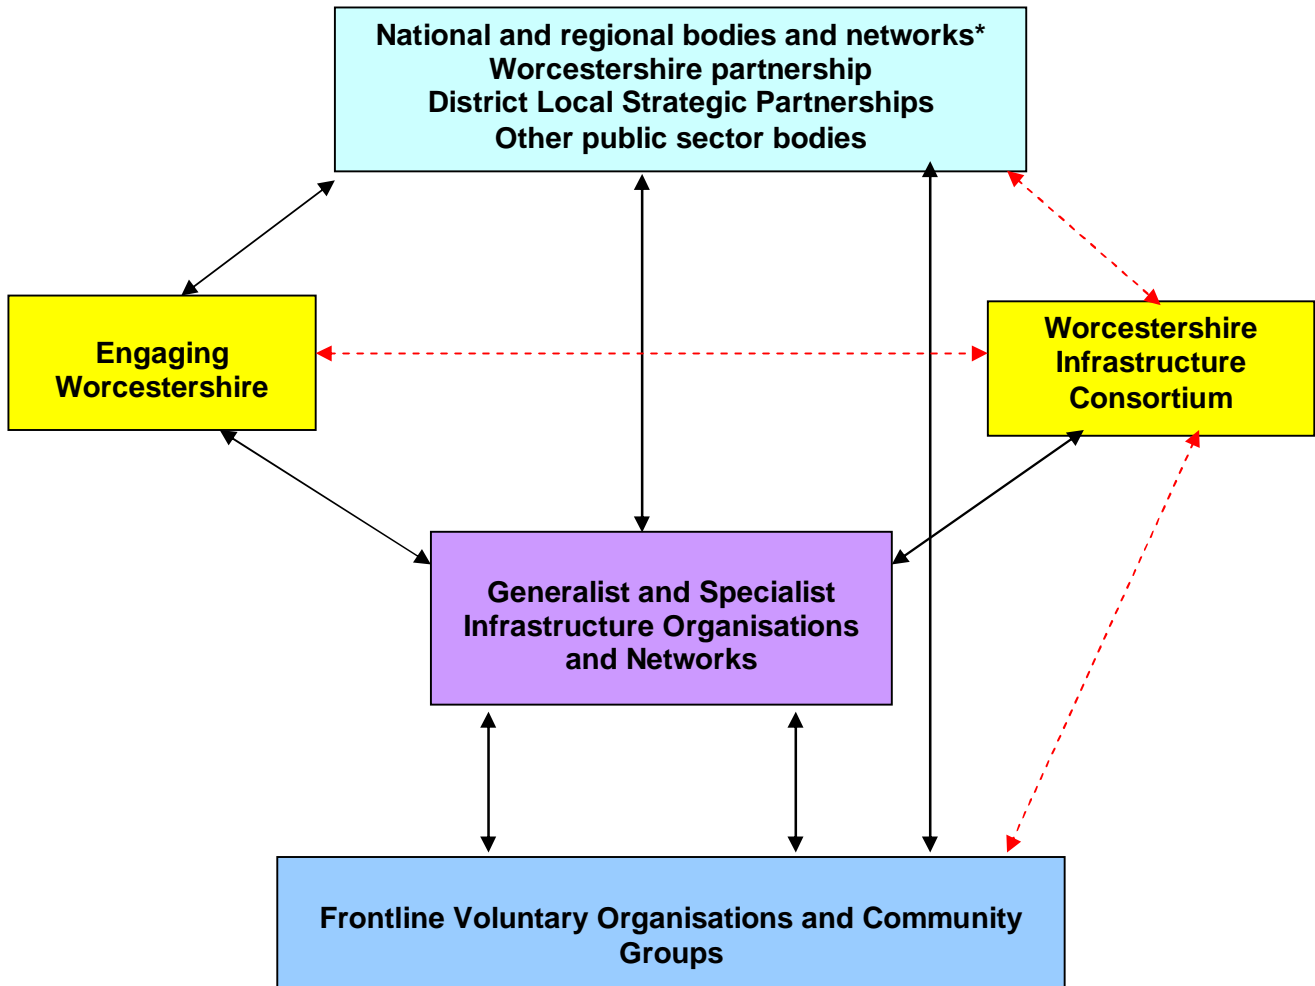 National and regional bodies and networks*
Worcestershire partnership
District Local Strategic Partnerships
Other public sector bodies
Engaging
Worcestershire
Worcestershire
Infrastructure
Consortium
Generalist and Specialist
Infrastructure Organisations
and Networks
Frontline Voluntary Organisations and Community
Groups